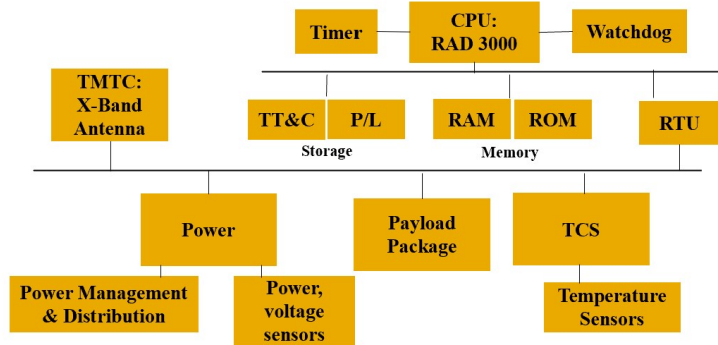 Timer
CPU:
RAD 3000
Watchdog
TMTC:
X-Band
Antenna
TT&C
P/L
RAM
ROM
RTU
Storage
Memory
Power
Payload
Package
TCS
Power Management
& Distribution
Power,
voltage
sensors
Temperature
Sensors